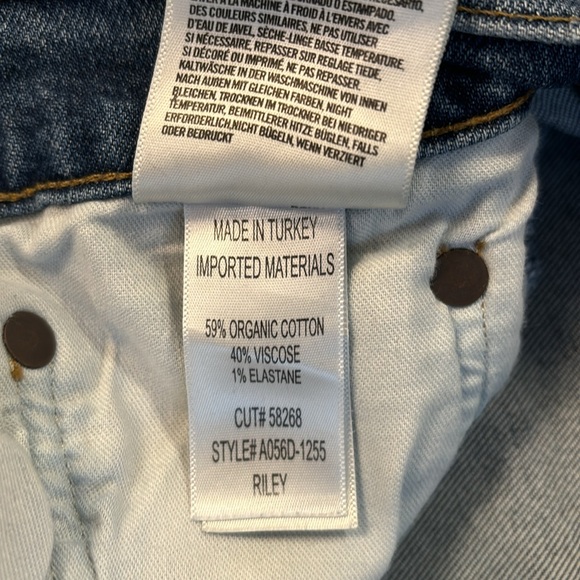 À LA MACHINE À FROID À L'ENVERS AVEC
DES COULEURS SIMILAIRES, NE PAS UTILISER
D'EAU DE JAVEL, SÈCHE-LINGE BASSE TEMPÉRATURE.
SI NÉCESSAIRE, REPASSER SUR RÉGLAGE TIEDE,
SI DÉCORÉ OU IMPRIMÉ, NE PAS REPASSER.
KALTWÄSCHE IN DER WASCHMASCHINE VON INNEN
NACH AUßEN MIT GLEICHEN FARBEN, NIGHT
BLEICHEN, TROCKNEN IM TROCKNER BEI NIEDRIGER
TEMPERATUR, BEIMITTLERER HITZE BÜGLEN, FALLS
ERFORDERLICH,NICHT BÜGELN, WENN VERZIERT
ODER BEDRUCKT
MADE IN TURKEY
IMPORTED MATERIALS
59% ORGANIC COTTON
40% VISCOSE
1% ELASTANE
CUT# 58268
STYLE# A056D-1255
RILEY